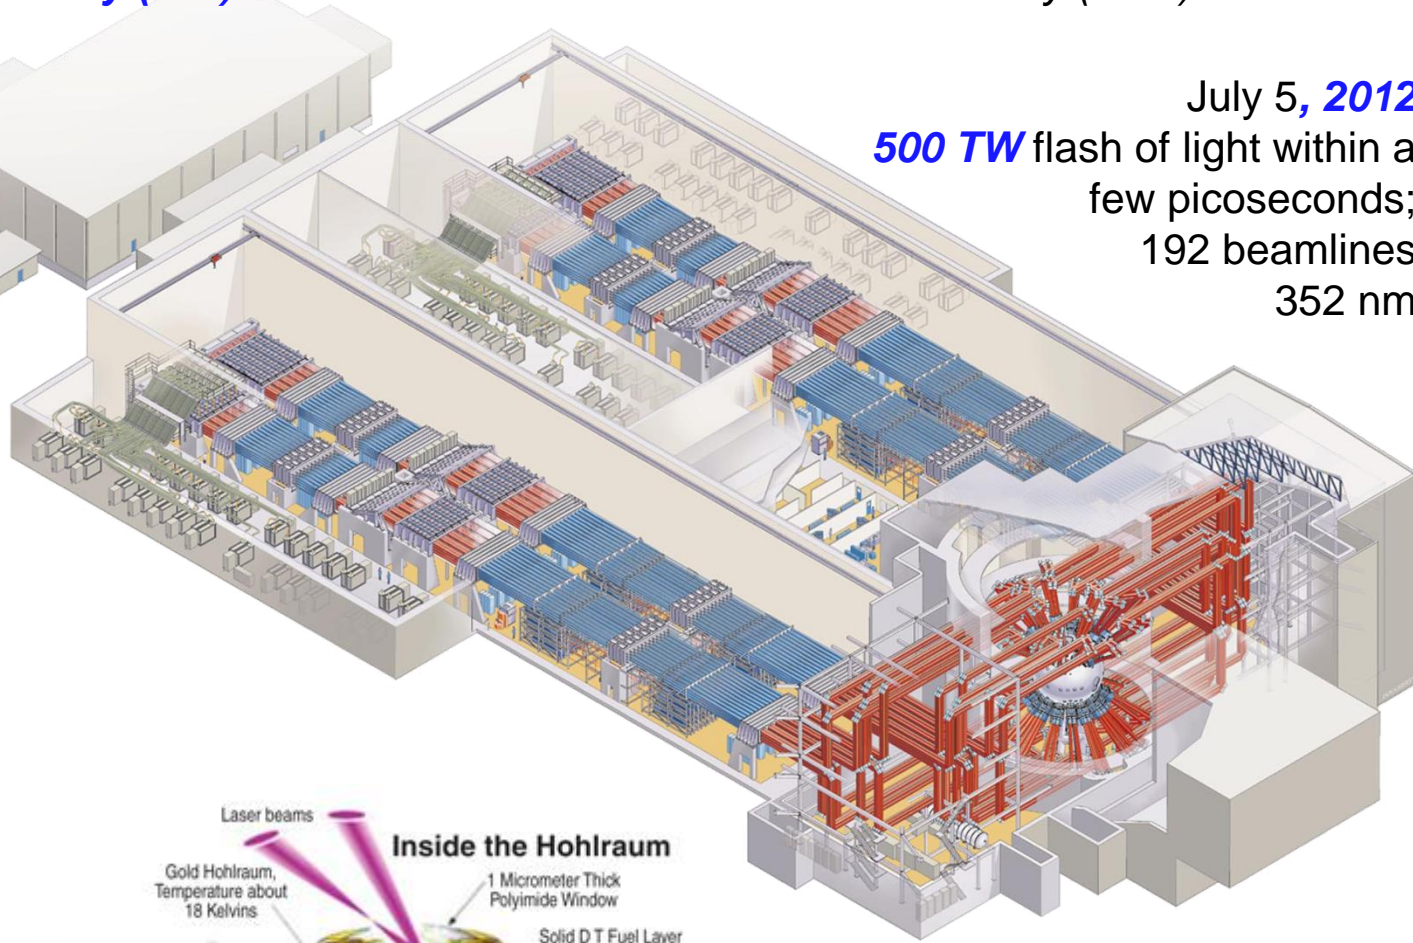 July 5, 2012
500 TW flash of light within a
few picoseconds;
192 beamlines
352 nm
Laser beams
Inside the Hohlraum
Gold Hohlraum,
Temperature about
18 Kelvins
1 Micrometer Thick
Polyimide Window
Solid D T Fuel Layer